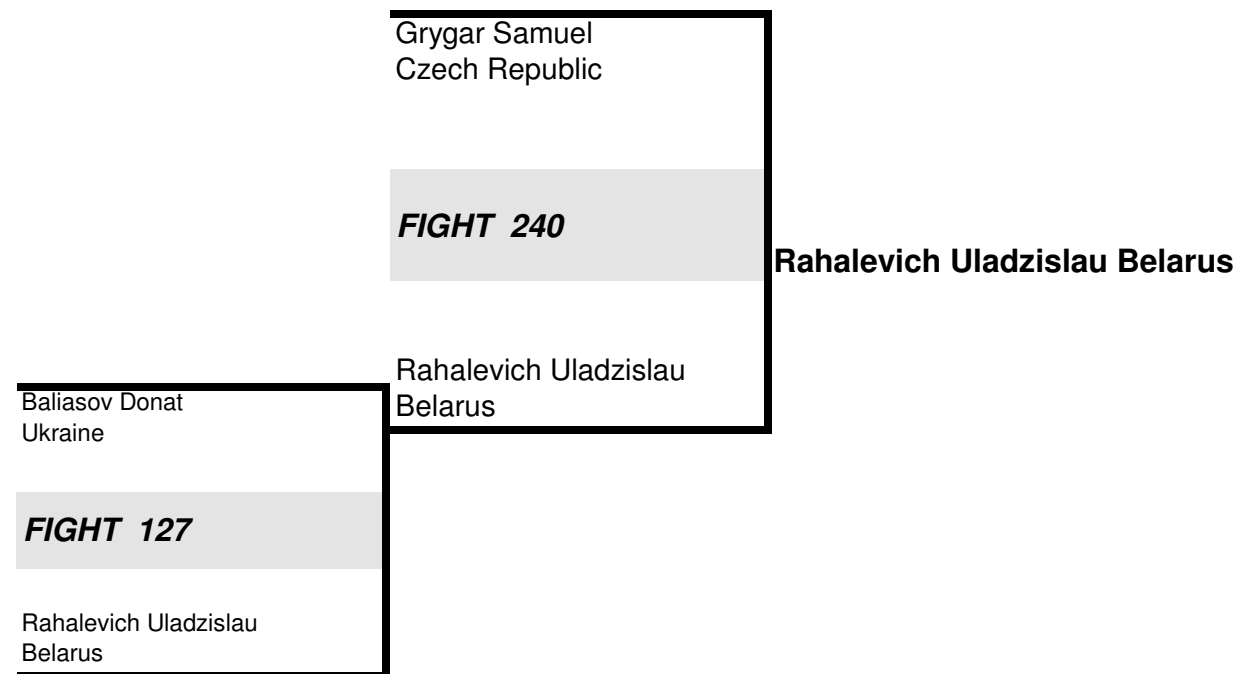 Grygar Samuel
Czech Republic
FIGHT 240
Rahalevich Uladzislau Belarus
Rahalevich Uladzislau
Belarus
Baliasov Donat
Ukraine
FIGHT 127
Rahalevich Uladzislau
Belarus